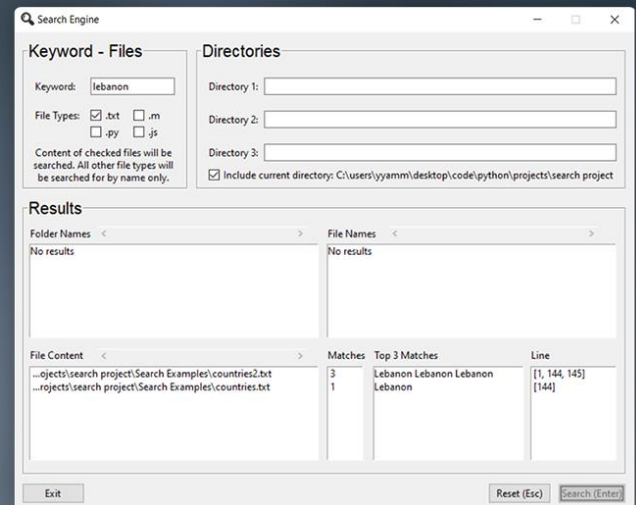 Search Engine
Keyword - Files
Keyword: lebanon
File Types: .txt .m
.py .js
Content of checked files will be
searched. All other file types will
be searched for by name only.
Directories
Directory 1:
Directory 2:
Directory 3:
Include current directory: C:\users\yyamm\desktop\code\python\projects\search project
Results
Folder Names < >
No results
File Names < >
No results
File Content < > Matches Top 3 Matches Line
...ojects\search project\Search Examples\countries2.txt 3 Lebanon Lebanon Lebanon [1, 144, 145]
...rojects\search project\Search Examples\countries.txt 1 Lebanon [144]
Exit Reset (Esc) Search (Enter)